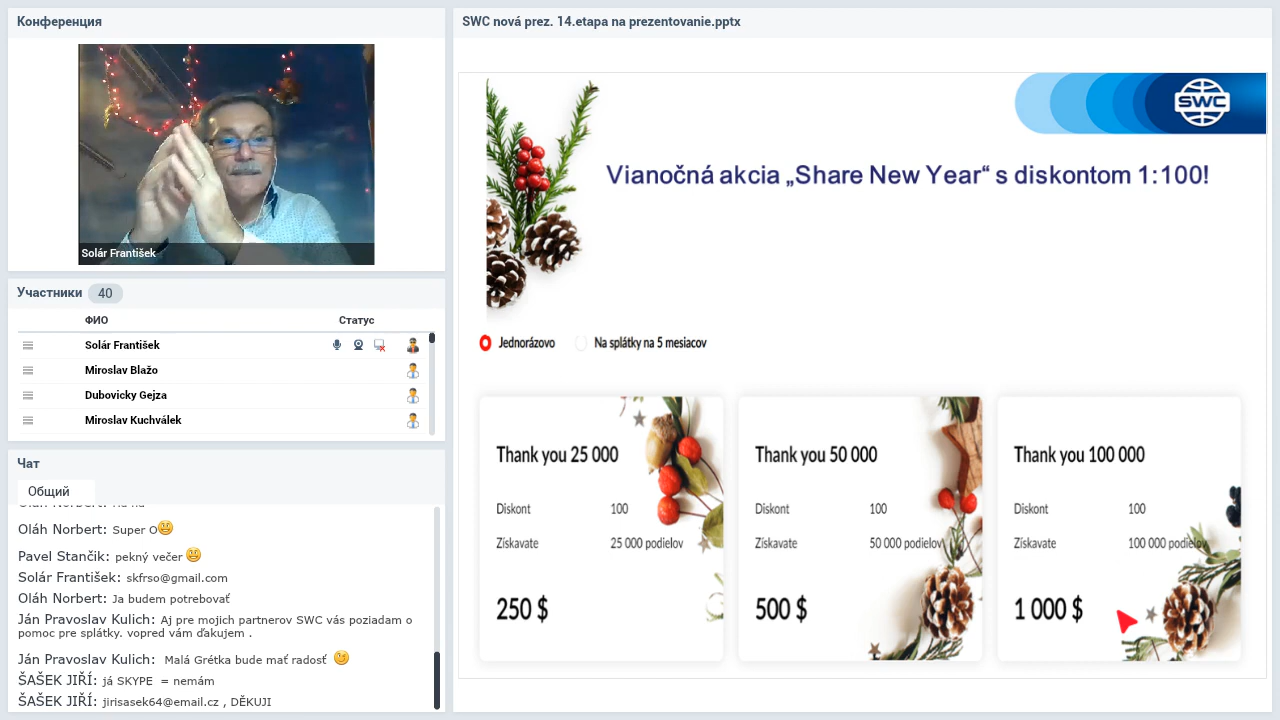 Конференция
Solár František
Участники 40
ФИО Статус
Solár František
Miroslav Blažo
Dubovicky Gejza
Miroslav Kuchválek
Чат
Общий
Oláh Norbert:
Oláh Norbert: Super O
Pavel Stančik: pekný večer
Solár František: skfrso@gmail.com
Oláh Norbert: Ja budem potrebovať
Ján Pravoslav Kulich: Aj pre mojich partnerov SWC vás poziadam o
pomoc pre splátky. vopred vám ďakujem .
Ján Pravoslav Kulich: Malá Grétka bude mať radosť
ŠAŠEK JIŘÍ: já SKYPE = nemám
ŠAŠEK JIŘÍ: jirisasek64@email.cz , DĚKUJI
SWC nová prez. 14.etapa na prezentovanie.pptx
SWC
Vianočná akcia „Share New Year“ s diskontom 1:100!
Jednorázovo Na splátky na 5 mesiacov
Thank you 25 000
Diskont 100
Získavate 25 000 podielov
250 $
Thank you 50 000
Diskont 100
Získavate 50 000 podielov
500 $
Thank you 100 000
Diskont 100
Získavate 100 000 podielov
1 000 $